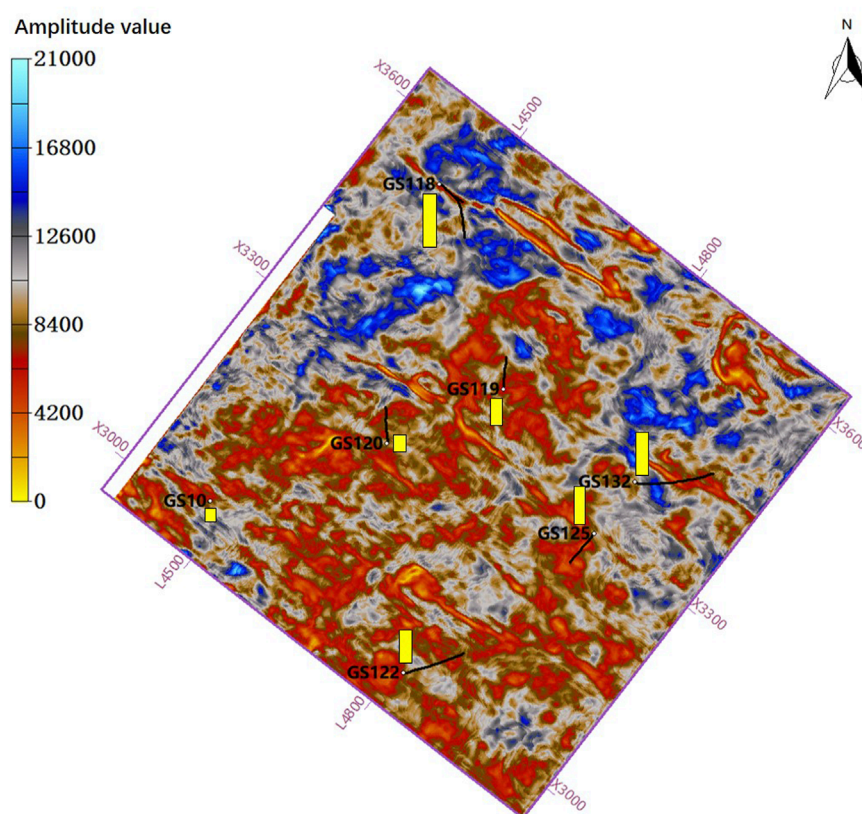 Amplitude value
N
21000
16800
12600
8400
4200
0
X3600
L4500
X3300
L4800
GS118
GS119
X3600
X3000
GS120
GS132
GS10
GS125
L4500
X3300
GS122
L4800
X3000